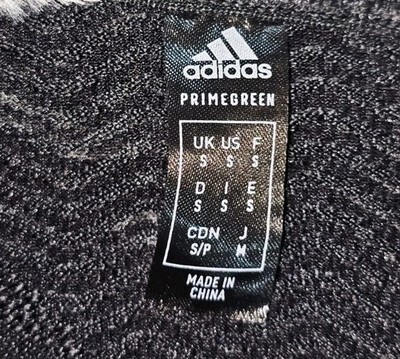 adidas
PRIMEGREEN
UK US F
S S S
D I E
S S S
CDN J
S/P M
MADE IN
CHINA